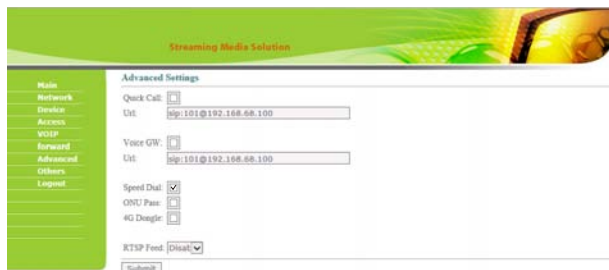 Streaming Media Solution
Main
Network
Device
Access
VOIP
forward
Advanced
Others
Logout
Advanced Settings
Quick Call:
Url: sip:101@192.168.68.100
Voice GW:
Url: sip:101@192.168.68.100
Speed Dial:
ONU Pass:
4G Dongle:
RTSP Feed: Disat
Submit